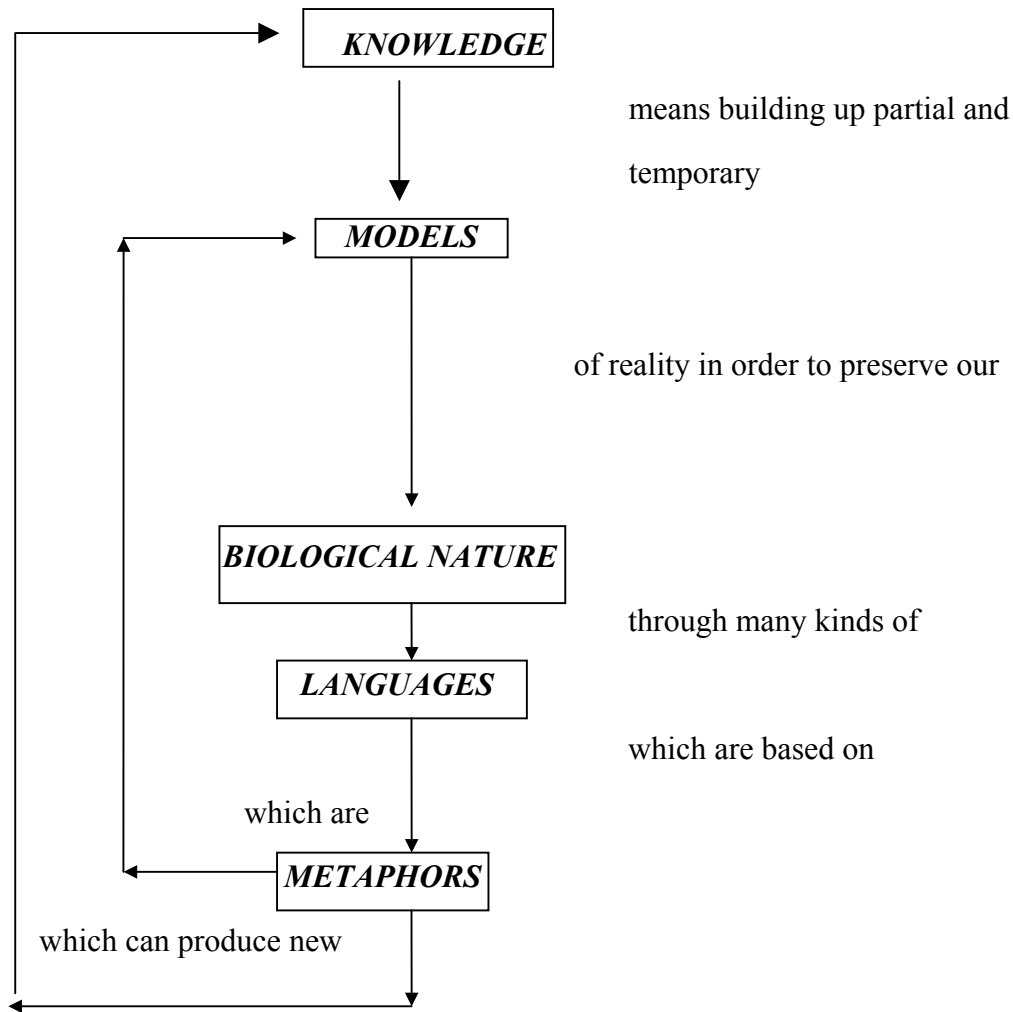 KNOWLEDGE
means building up partial and
temporary
MODELS
of reality in order to preserve our
BIOLOGICAL NATURE
through many kinds of
LANGUAGES
which are based on
which are
METAPHORS
which can produce new